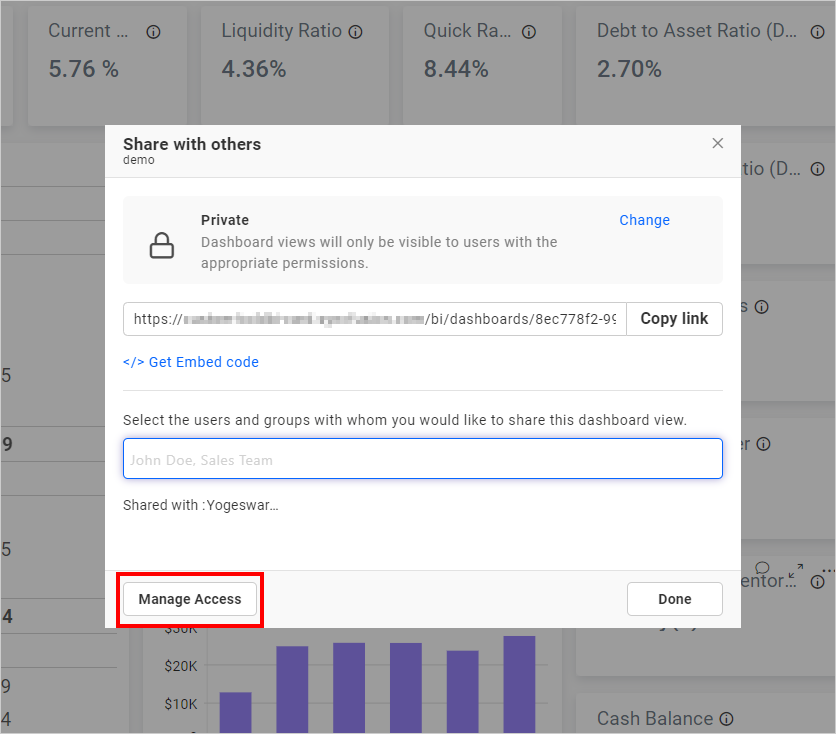 Current ...
Liquidity Ratio
Quick Ra...
Debt to Asset Ratio (D...
5.76 %
4.36%
8.44%
2.70%
Share with others
demo
tio (D...
Private
Change
Dashboard views will only be visible to users with the
appropriate permissions.
s
https://
/bi/dashboards/8ec778f2-99
Copy link
</> Get Embed code
5
Select the users and groups with whom you would like to share this dashboard view.
9
er
John Doe, Sales Team
Shared with :Yogeswar...
5
entor...
Manage Access
Done
4
$30K
$20K
9
$10K
4
Cash Balance